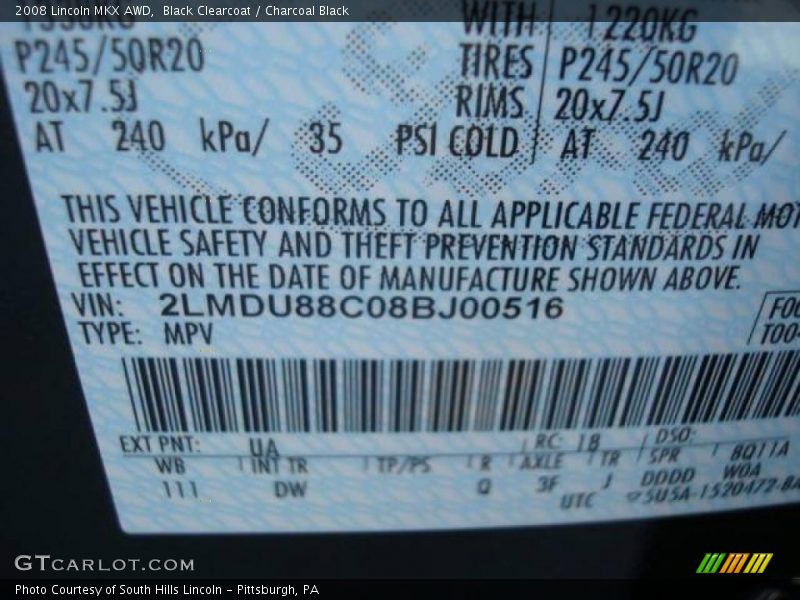 2008 Lincoln MKX AWD,  Black Clearcoat / Charcoal Black
WITH 1220KG
P245/50R20 TIRES P245/50R20
20x7.5J RIMS 20x7.5J
AT 240 kPa/ 35 PSI COLD AT 240 kPa/
THIS VEHICLE CONFORMS TO ALL APPLICABLE FEDERAL MOT
VEHICLE SAFETY AND THEFT PREVENTION STANDARDS IN
EFFECT ON THE DATE OF MANUFACTURE SHOWN ABOVE.
VIN: 2LMDU88C08BJ00516
TYPE: MPV
EXT PNT: UA RC: 18 DSO:
WB INT TR TP/PS R AXLE TR SPR 8Q11A
111 DW Q 3F J DDDD W0A
UTC
GTcarlot.com
Photo Courtesy of South Hills Lincoln - Pittsburgh, PA